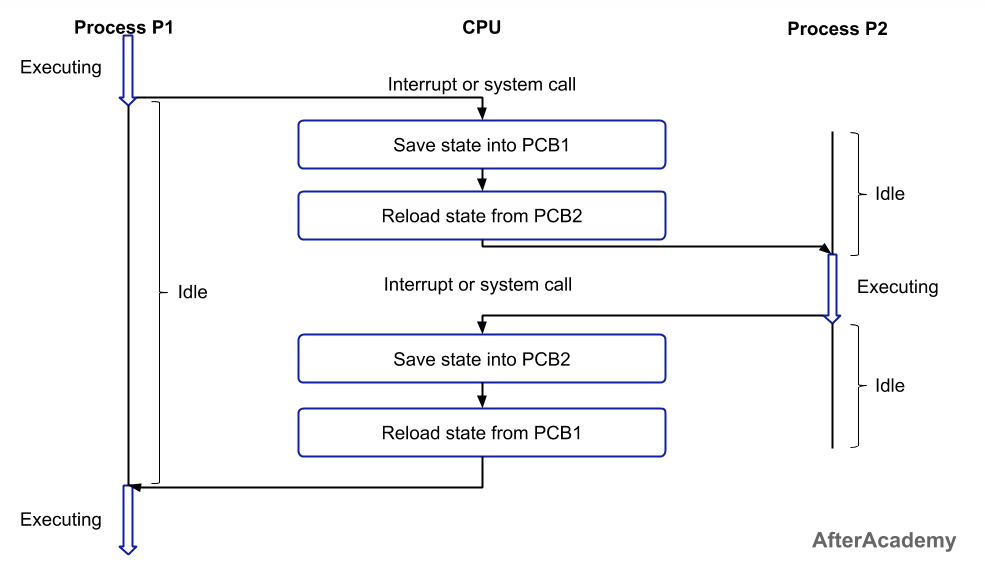 Process P1
CPU
Process P2
Executing
Interrupt or system call
Save state into PCB1
Idle
Reload state from PCB2
Interrupt or system call
Executing
Idle
Save state into PCB2
Idle
Reload state from PCB1
Executing
AfterAcademy